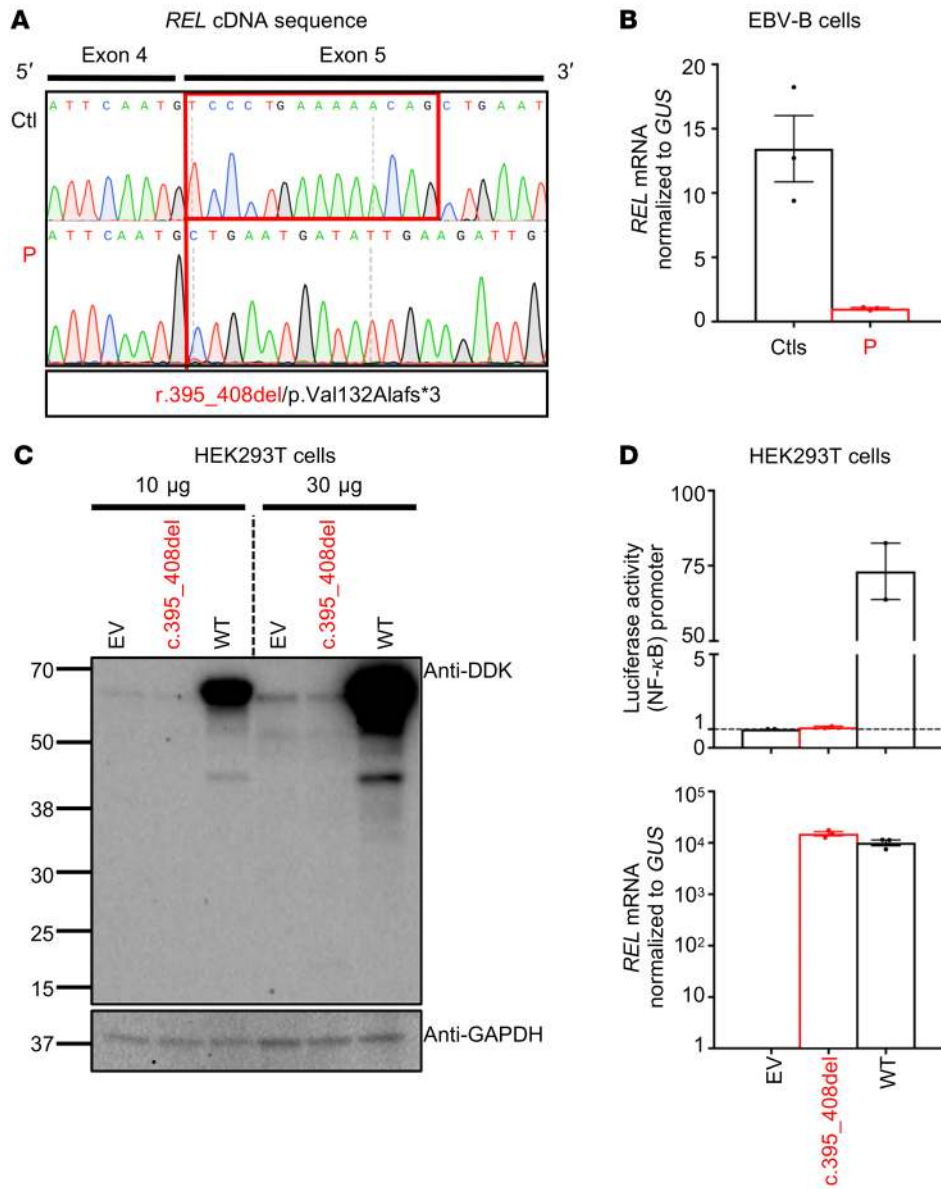 A
REL cDNA sequence
Exon 4 Exon 5
5′ 3′
Ctl
ATTCAATGTCCCTGAAAAACAGCTGAAT
P
ATTCAATGCTGAATGATATTGAAGATTG
r.395_408del/p.Val132Alafs*3
B
EBV-B cells
REL mRNA
normalized to GUS
20
15
10
5
0
Ctls P
C
HEK293T cells
10 µg 30 µg
EV c.395_408del WT EV c.395_408del WT
Anti-DDK
70
50
38
30
25
15
Anti-GAPDH
37
D
HEK293T cells
Luciferase activity
(NF-κB) promoter
100
75
50
5
1
0
REL mRNA
normalized to GUS
10⁵
10⁴
10³
10²
10
1
EV c.395_408del WT